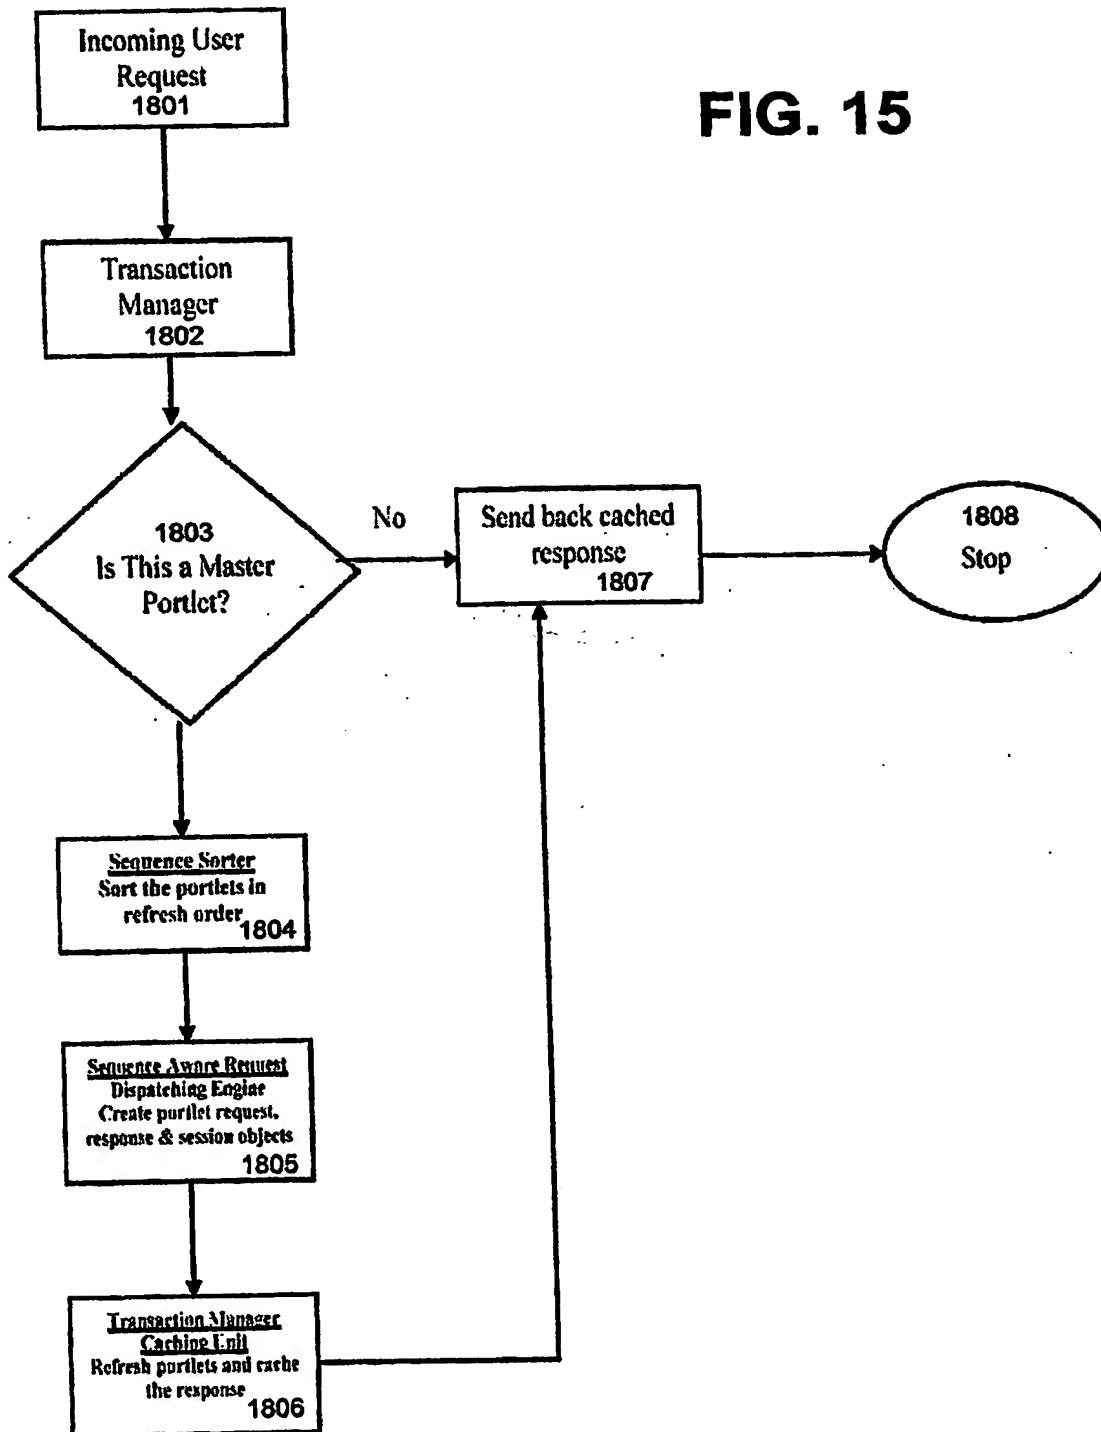 Incoming User
Request
1801
FIG. 15
Transaction
Manager
1802
1803
Is This a Master
Portlet?
No
Send back cached
response
1807
1808
Stop
Sequence Sorter
Sort the portlets in
refresh order
1804
Sequence Aware Request
Dispatching Engine
Create portlet request,
response & session objects
1805
Transaction Manager
Caching Unit
Refresh portlets and cache
the response
1806